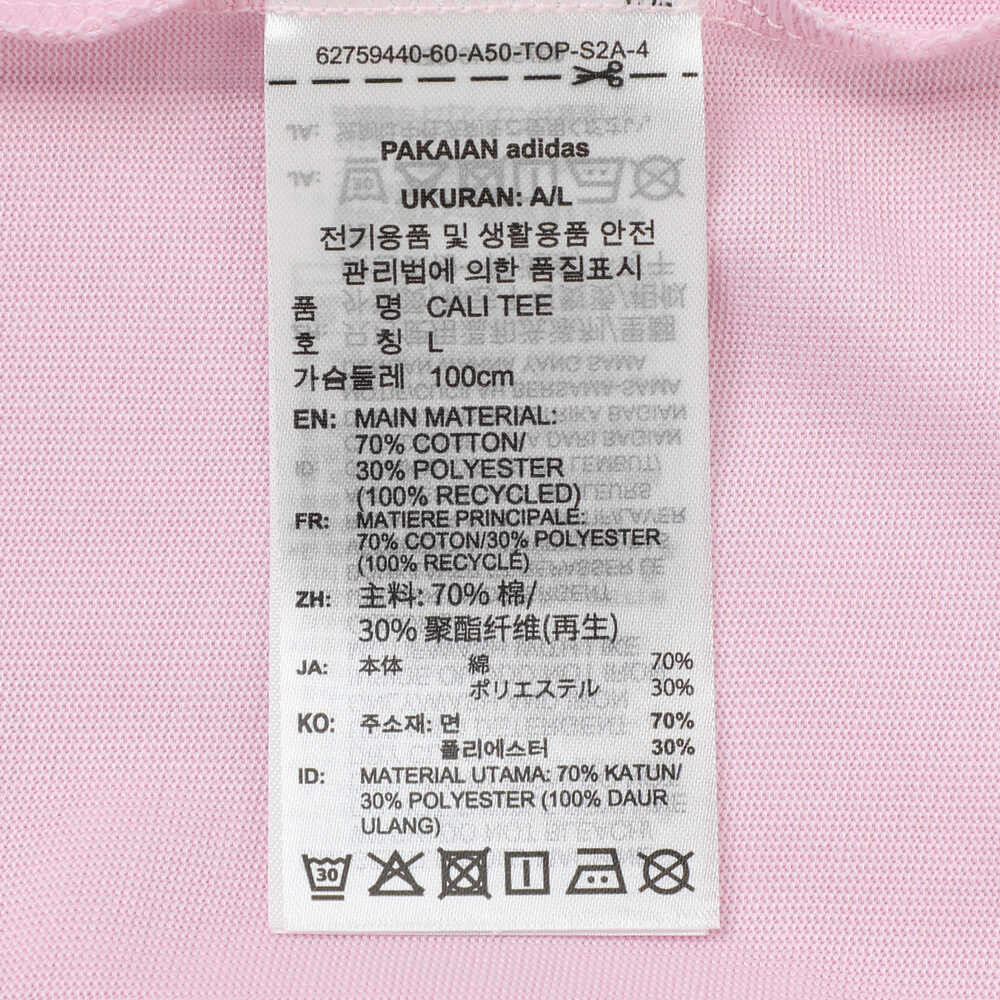 62759440-60-A50-TOP-S2A-4
PAKAIAN adidas
UKURAN: A/L
전기용품 및 생활용품 안전
관리법에 의한 품질표시
품 명 CALI TEE
호 칭 L
가슴둘레 100cm
EN: MAIN MATERIAL:
70% COTTON/
30% POLYESTER
(100% RECYCLED)
FR: MATIERE PRINCIPALE:
70% COTON/30% POLYESTER
(100% RECYCLÉ)
ZH: 主料: 70% 棉/
30% 聚酯纤维(再生)
JA: 本体 綿 70%
ポリエステル 30%
KO: 주소재: 면 70%
폴리에스터 30%
ID: MATERIAL UTAMA: 70% KATUN/
30% POLYESTER (100% DAUR
ULANG)
30